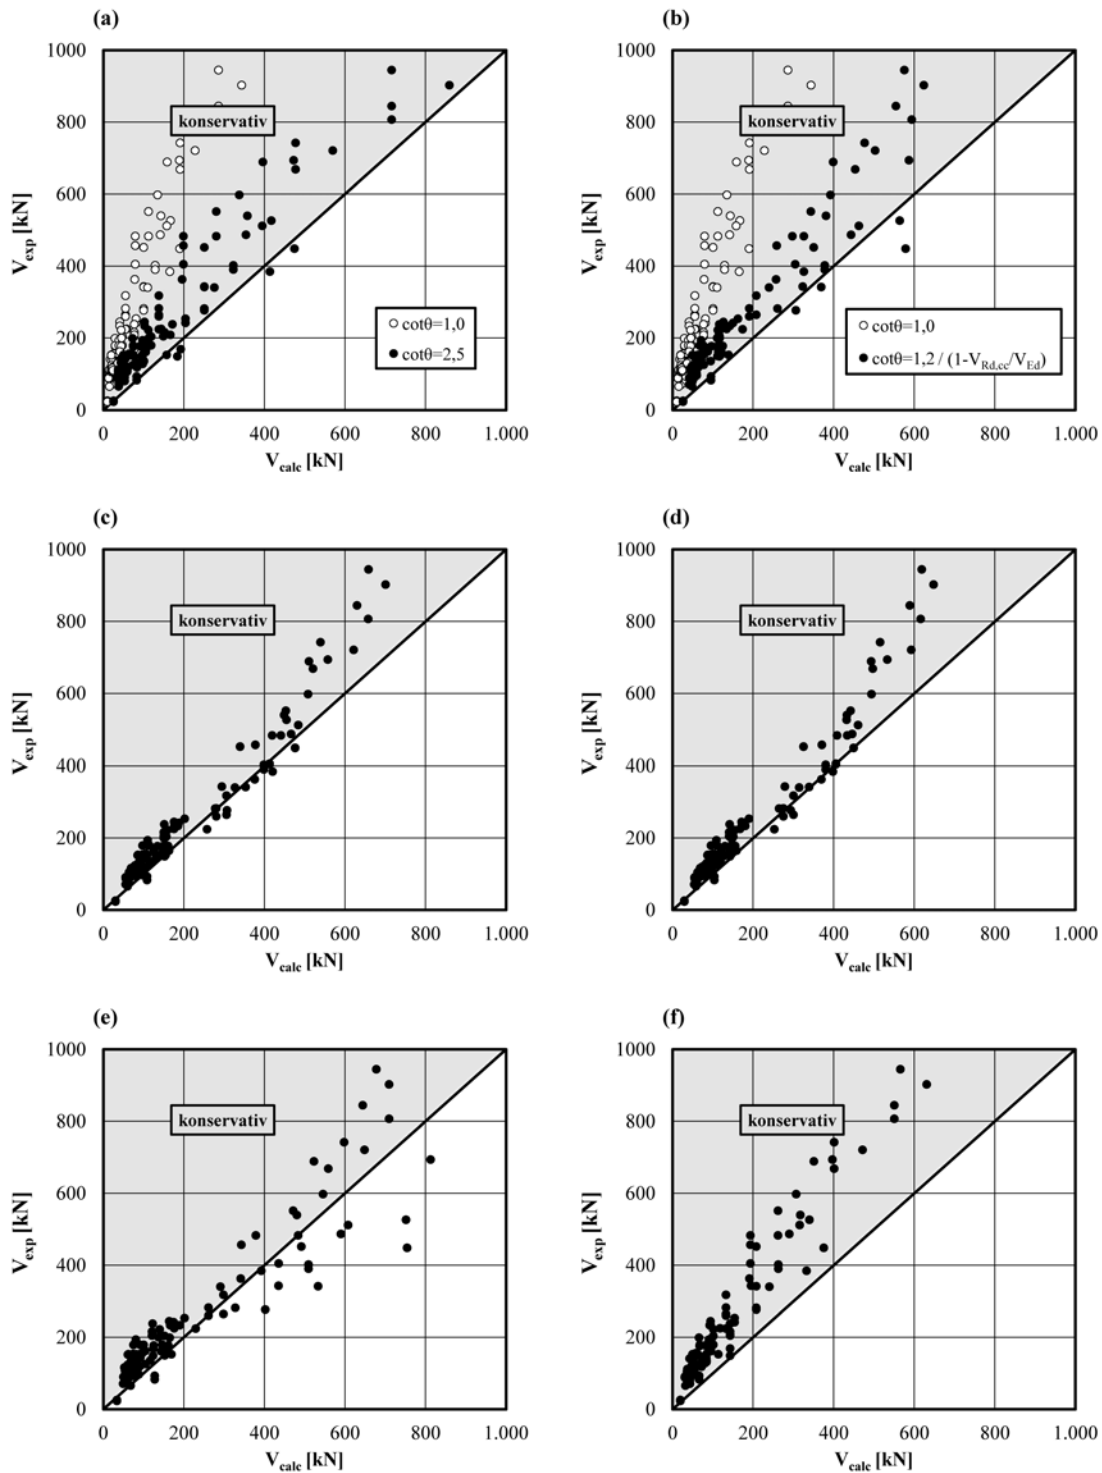 (a)
(b)
1000
800
600
400
200
0
V_exp [kN]
konservativ
cotθ=1,0
cotθ=2,5
0 200 400 600 800 1.000
V_calc [kN]
1000
800
600
400
200
0
V_exp [kN]
konservativ
cotθ=1,0
cotθ=1,2 / (1-V_Rd,cc/V_Ed)
0 200 400 600 800 1.000
V_calc [kN]
(c)
(d)
1000
800
600
400
200
0
V_exp [kN]
konservativ
0 200 400 600 800 1.000
V_calc [kN]
1000
800
600
400
200
0
V_exp [kN]
konservativ
0 200 400 600 800 1.000
V_calc [kN]
(e)
(f)
1000
800
600
400
200
0
V_exp [kN]
konservativ
0 200 400 600 800 1.000
V_calc [kN]
1000
800
600
400
200
0
V_exp [kN]
konservativ
0 200 400 600 800 1.000
V_calc [kN]